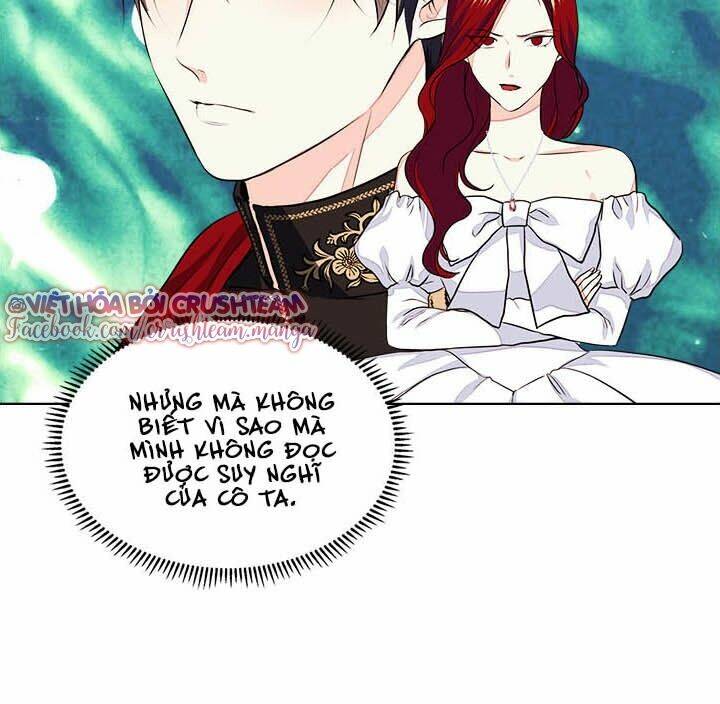 ©VIỆT HÓA BỞI CRUSHTEAM
Facebook.com/crrushteam.manga
NHƯNG MÀ KHÔNG
BIẾT VÌ SAO MÀ
MÌNH KHÔNG ĐỌC
ĐƯỢC SUY NGHĨ
CỦA CÔ TA.